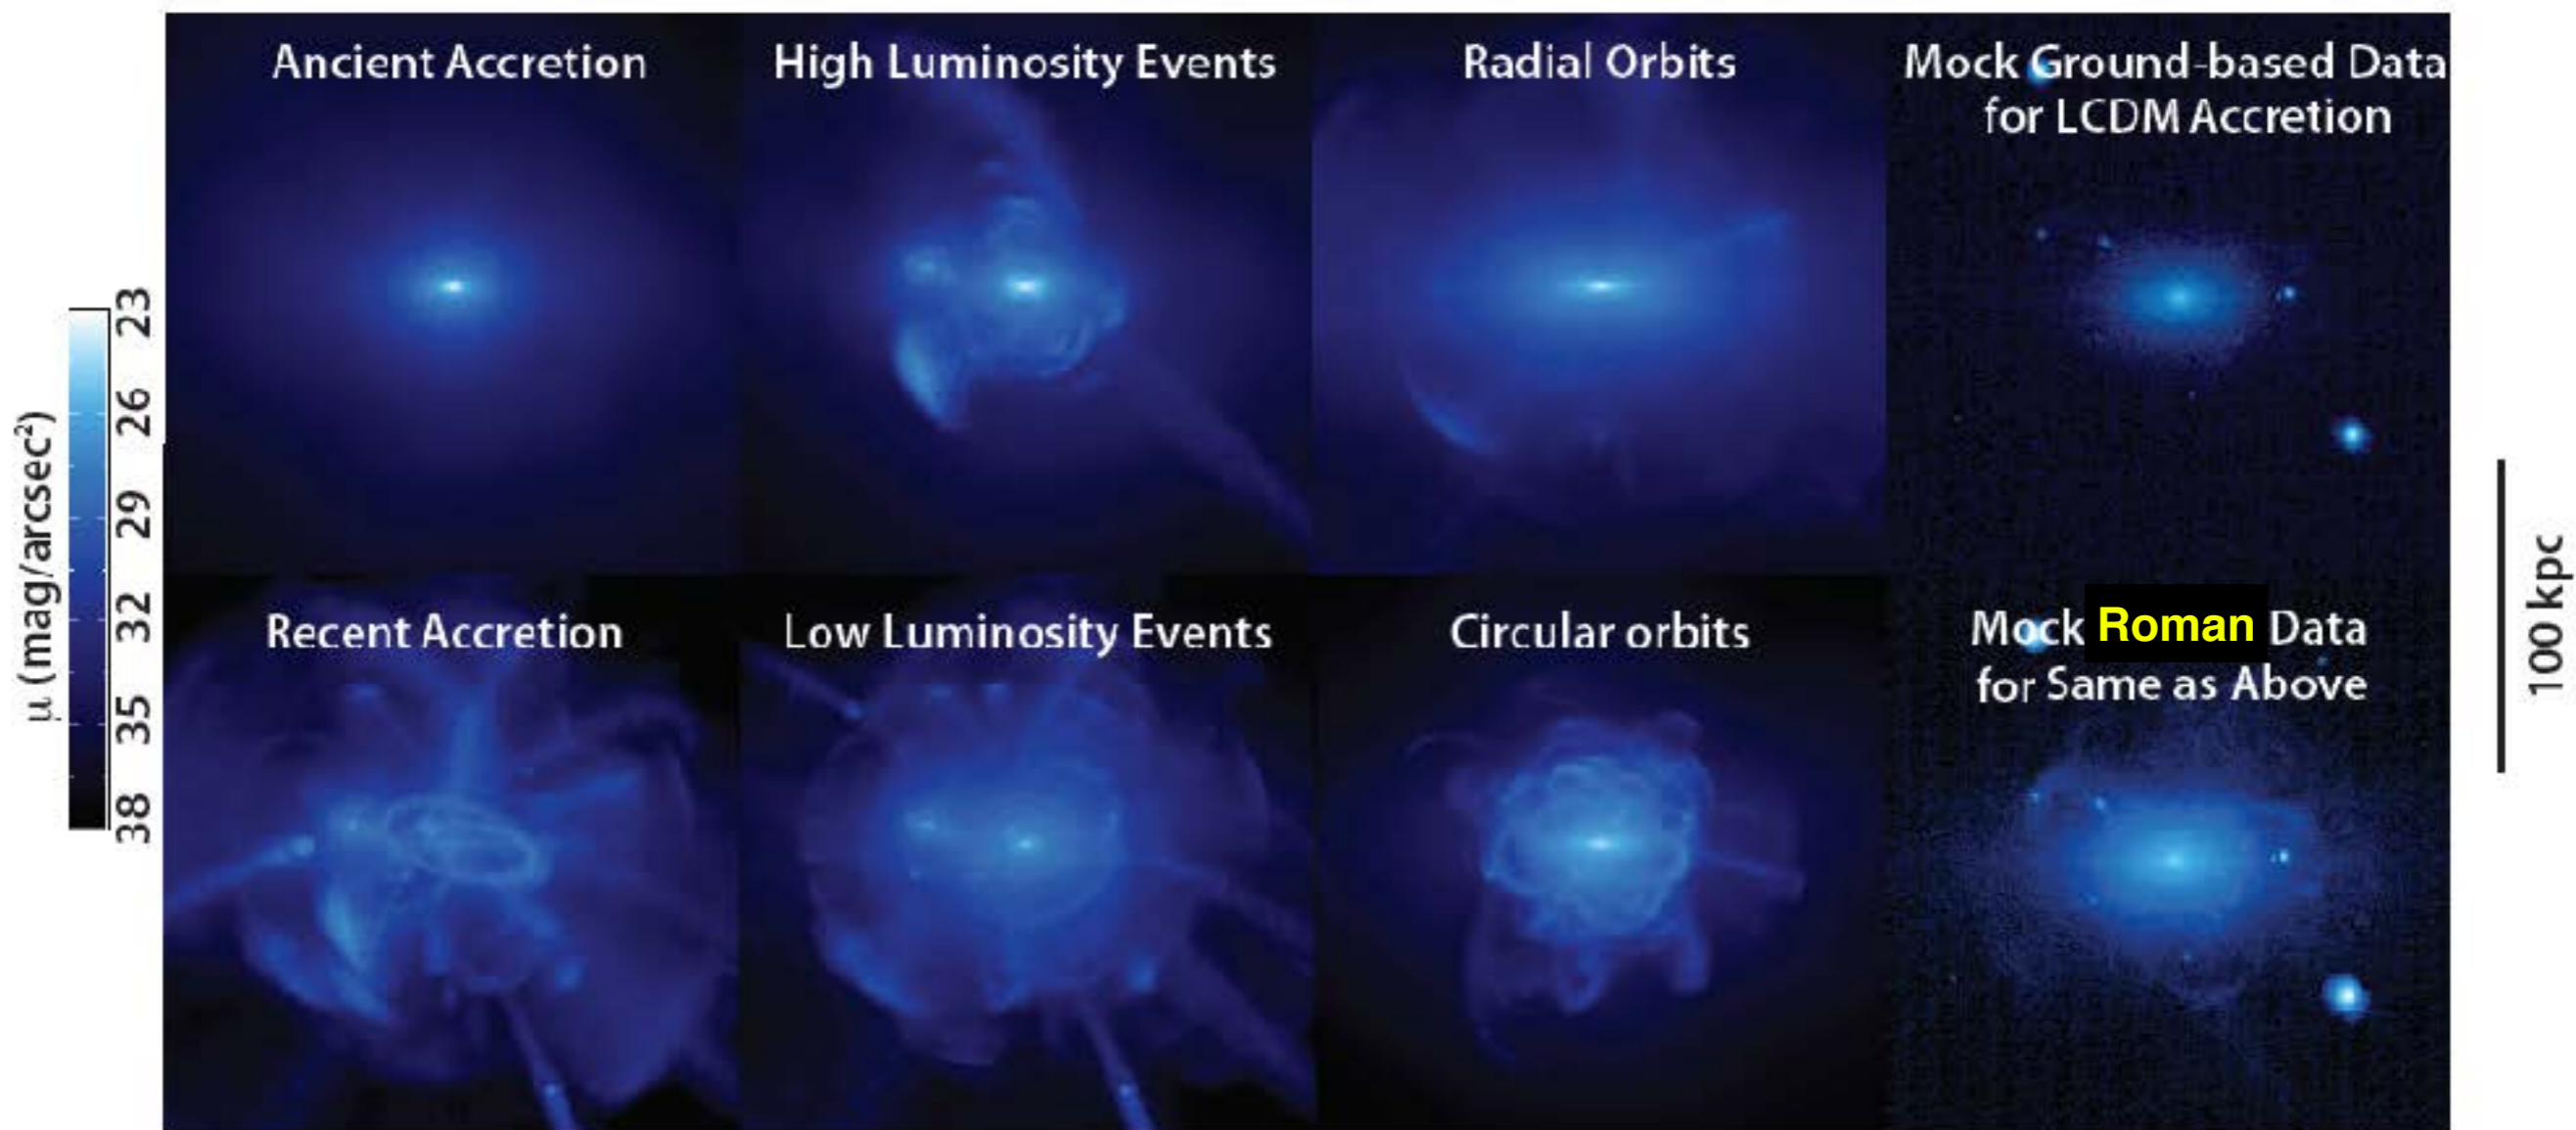 Ancient Accretion
High Luminosity Events
Radial Orbits
Mock Ground-based Data
for LCDM Accretion
Recent Accretion
Low Luminosity Events
Circular orbits
Mock Roman Data
for Same as Above
μ (mag/arcsec²)
23
26
29
32
35
38
100 kpc